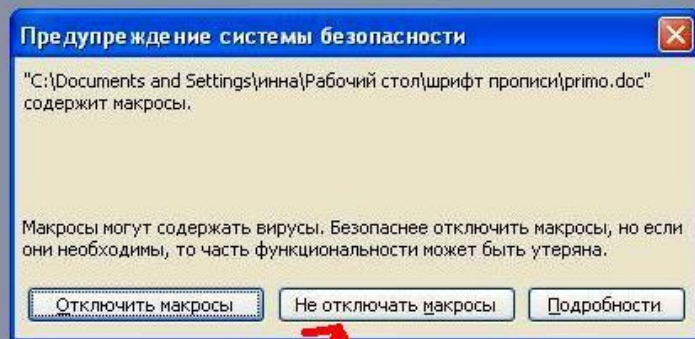 Предупреждение системы безопасности
"C:\Documents and Settings\инна\Рабочий стол\шрифт прописи\primo.doc"
содержит макросы.
Макросы могут содержать вирусы. Безопаснее отключить макросы, но если
они необходимы, то часть функциональности может быть утеряна.
Отключить макросы Не отключать макросы Подробности